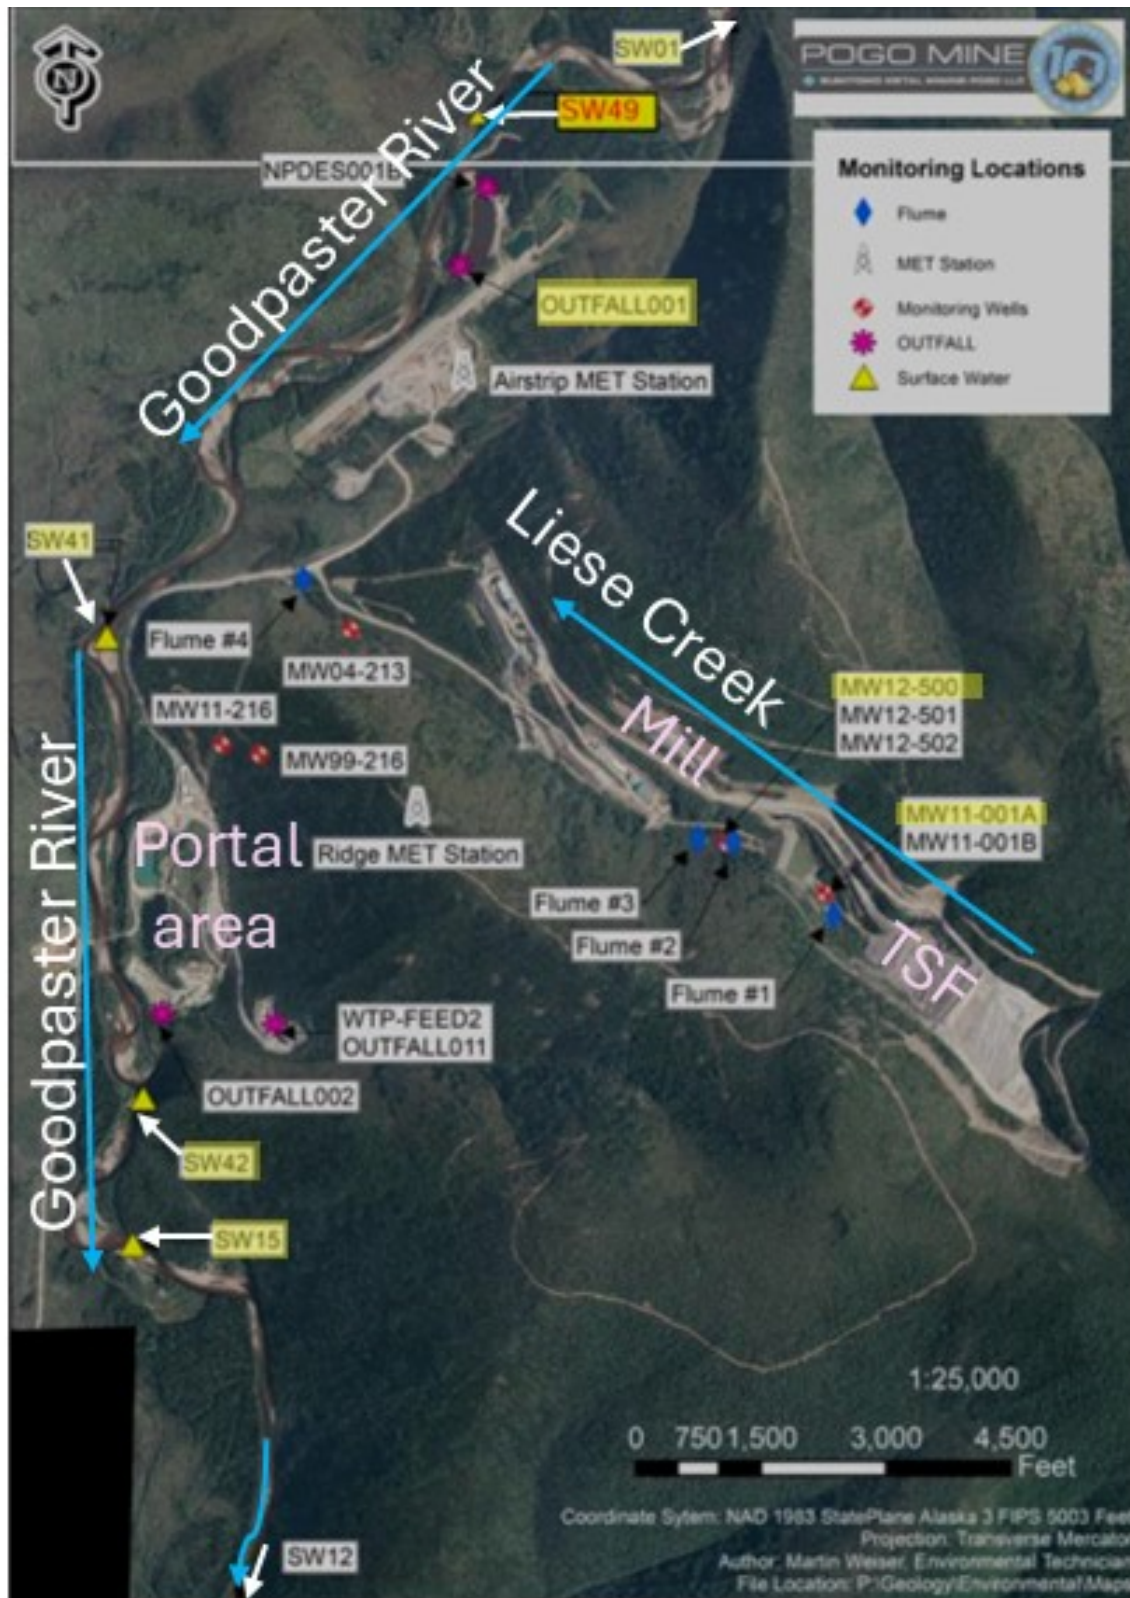 SW01
POGO MINE
SUMITOMO METAL MINING POGO LLC
N
SW49
NPDES001B
Goodpaster River
OUTFALL001
Airstrip MET Station
Monitoring Locations
Flume
MET Station
Monitoring Wells
OUTFALL
Surface Water
SW41
Flume #4
MW04-213
MW11-216
MW99-216
Liese Creek
Mill
MW12-500
MW12-501
MW12-502
MW11-001A
MW11-001B
Ridge MET Station
Portal
area
Goodpaster River
Flume #3
Flume #2
Flume #1
TSF
WTP-FEED2
OUTFALL011
OUTFALL002
SW42
SW15
1:25,000
0 750 1,500 3,000 4,500
Feet
SW12
Coordinate Sytem: NAD 1983 StatePlane Alaska 3 FIPS 5003 Feet
Projection: Transverse Mercator
Author: Martin Weiser, Environmental Technician
File Location: P:\Geology\Environmental\Maps